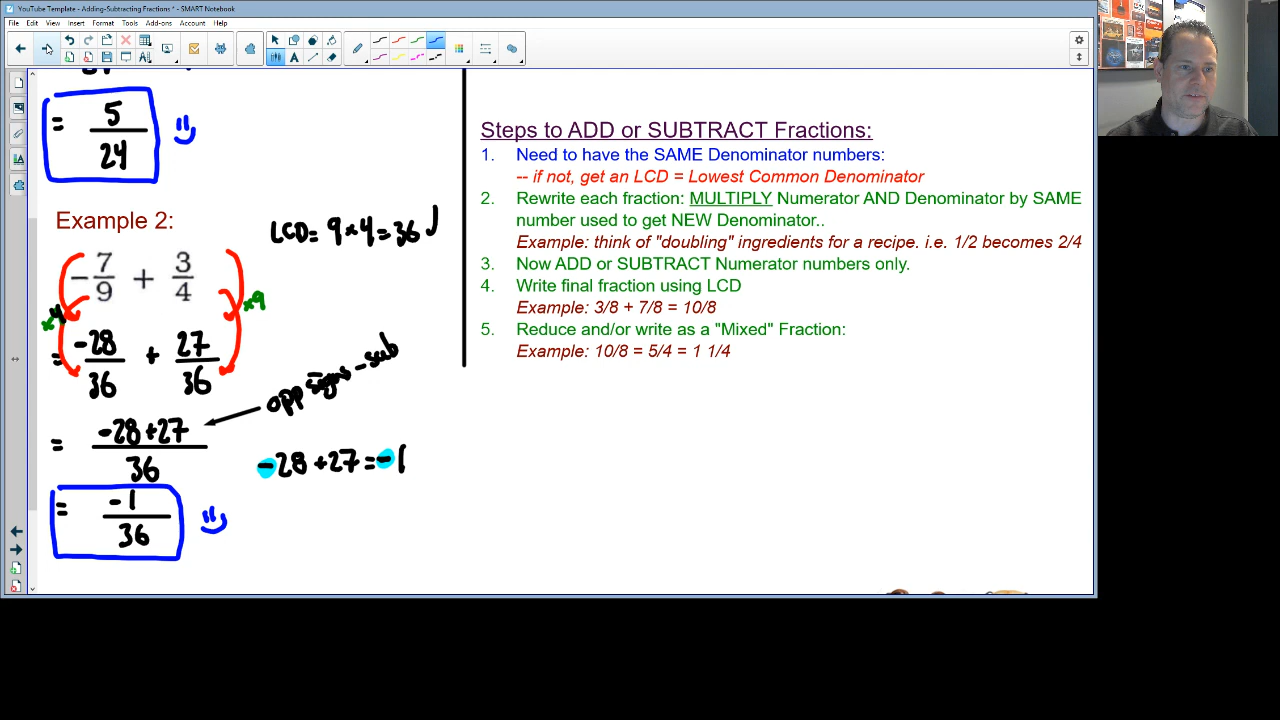 YouTube Template - Adding-Subtracting Fractions * - SMART Notebook
File Edit View Insert Format Tools Add-ons Account Help
= 5/24
Example 2:
LCD = 9 × 4 = 36 √
- 7/9 + 3/4
×4 ×9
= -28/36 + 27/36
opp signs - sub
= -28+27/36
-28 +27 = -1
= -1/36
Steps to ADD or SUBTRACT Fractions:
1. Need to have the SAME Denominator numbers:
-- if not, get an LCD = Lowest Common Denominator
2. Rewrite each fraction: MULTIPLY Numerator AND Denominator by SAME
number used to get NEW Denominator..
Example: think of "doubling" ingredients for a recipe. i.e. 1/2 becomes 2/4
3. Now ADD or SUBTRACT Numerator numbers only.
4. Write final fraction using LCD
Example: 3/8 + 7/8 = 10/8
5. Reduce and/or write as a "Mixed" Fraction:
Example: 10/8 = 5/4 = 1 1/4